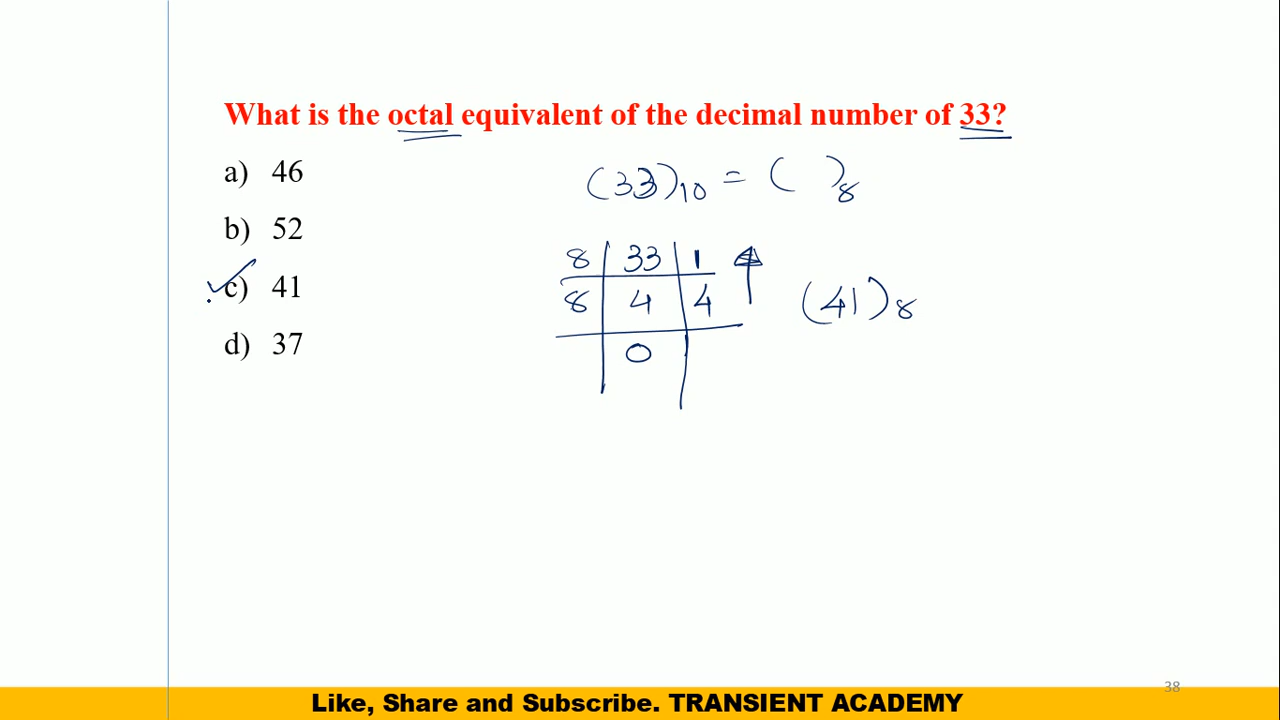 What is the octal equivalent of the decimal number of 33?
a) 46
b) 52
c) 41
d) 37
(33)10 = ( )8
8 33 1
8 4 4
0
(41)8
38
Like, Share and Subscribe. TRANSIENT ACADEMY